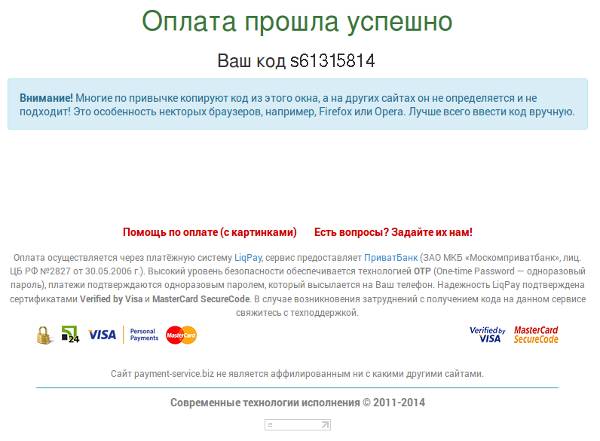 Оплата прошла успешно
Ваш код s61315814
Внимание! Многие по привычке копируют код из этого окна, а на других сайтах он не определяется и не
подходит! Это особенность некторых браузеров, например, Firefox или Opera. Лучше всего ввести код вручную.
Помощь по оплате (с картинками) Есть вопросы? Задайте их нам!
Оплата осуществляется через платёжную систему LiqPay, сервис предоставляет ПриватБанк (ЗАО МКБ «Москомприватбанк», лиц.
ЦБ РФ №2827 от 30.05.2006 г.). Высокий уровень безопасности обеспечивается технологией OTP (One-time Password — одноразовый
пароль), платежи подтверждаются одноразовым паролем, который высылается на Ваш телефон. Надежность LiqPay подтверждена
сертификатами Verified by Visa и MasterCard SecureCode. В случае возникновения затруднений с получением кода на данном сервисе
свяжитесь с техподдержкой.
24 VISA Personal Payments MasterCard Verified by VISA MasterCard SecureCode
Сайт payment-service.biz не является аффилированным ни с какими другими сайтами.
Современные технологии исполнения © 2011-2014